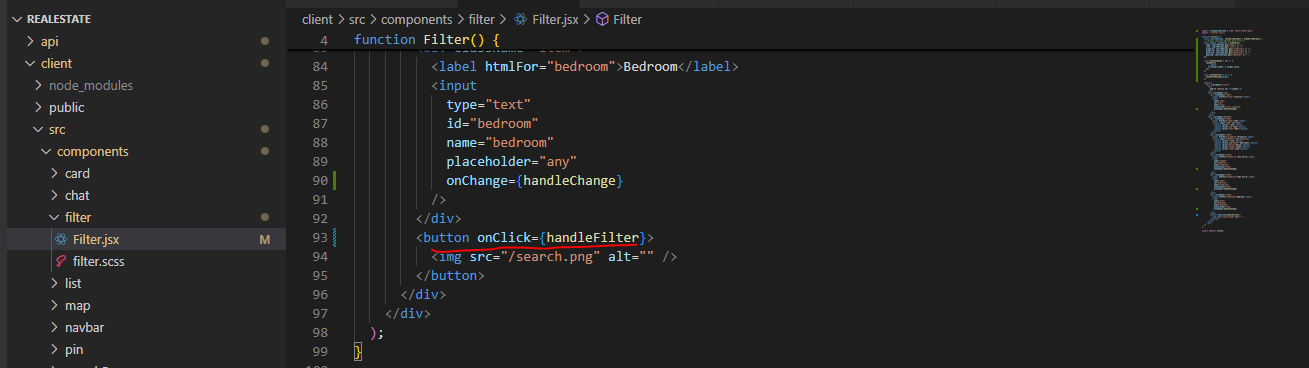 REALESTATE
api
client
node_modules
public
src
components
card
chat
filter
Filter.jsx M
filter.scss
list
map
navbar
pin
client > src > components > filter > Filter.jsx > Filter
4 function Filter() {
84 <label htmlFor="bedroom">Bedroom</label>
85 <input
86 type="text"
87 id="bedroom"
88 name="bedroom"
89 placeholder="any"
90 onChange={handleChange}
91 />
92 </div>
93 <button onClick={handleFilter}>
94 <img src="/search.png" alt="" />
95 </button>
96 </div>
97 </div>
98 );
99 }